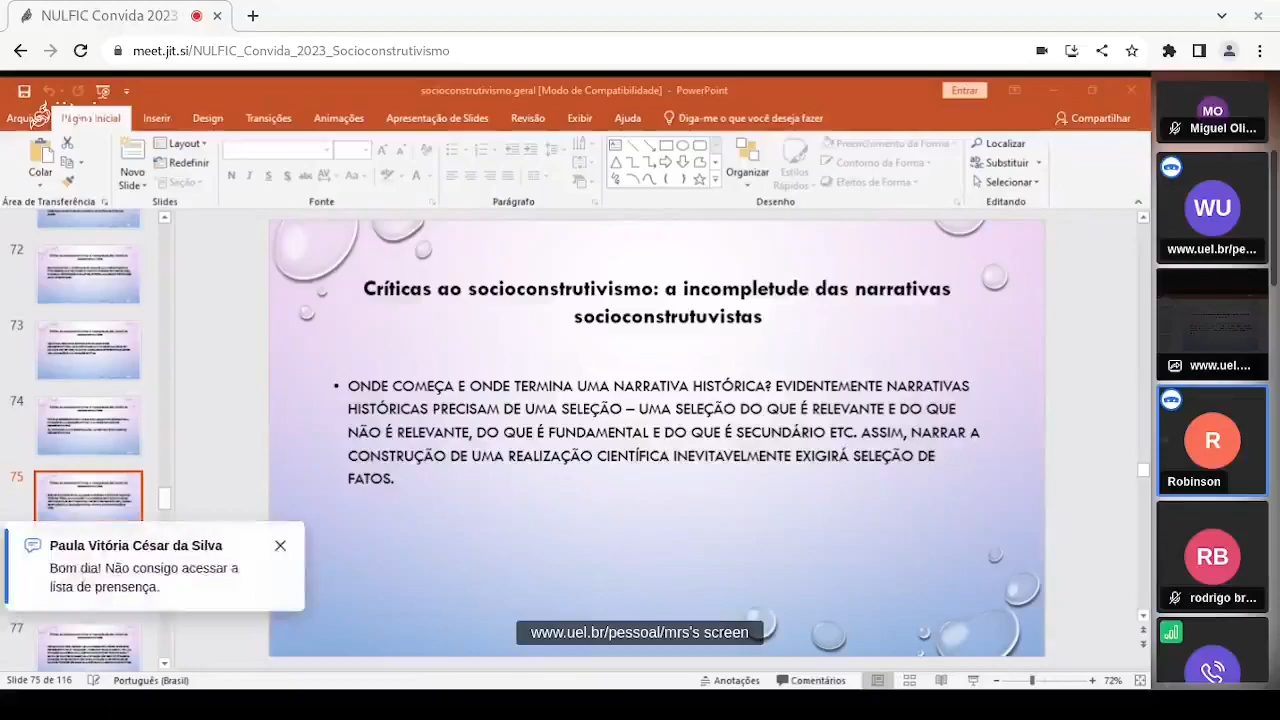 NULFIC Convida 2023
meet.jit.si/NULFIC_Convida_2023_Socioconstrutivismo
socioconstrutivismo.geral [Modo de Compatibilidade] - PowerPoint
Entrar
Arquivo Página Inicial Inserir Design Transições Animações Apresentação de Slides Revisão Exibir Ajuda Diga-me o que você deseja fazer Compartilhar
Colar
Novo Slide
Layout
Redefinir
Seção
N I S S abc AV Aa A
Organizar
Estilos Rápidos
Preenchimento da Forma
Contorno da Forma
Efeitos de Forma
Localizar
Substituir
Selecionar
Área de Transferência Slides Fonte Parágrafo Desenho Editando
72
73
74
75
77
Críticas ao socioconstrutivismo: a incompletude das narrativas
socioconstrutuvistas
• ONDE COMEÇA E ONDE TERMINA UMA NARRATIVA HISTÓRICA? EVIDENTEMENTE NARRATIVAS
HISTÓRICAS PRECISAM DE UMA SELEÇÃO – UMA SELEÇÃO DO QUE É RELEVANTE E DO QUE
NÃO É RELEVANTE, DO QUE É FUNDAMENTAL E DO QUE É SECUNDÁRIO ETC. ASSIM, NARRAR A
CONSTRUÇÃO DE UMA REALIZAÇÃO CIENTÍFICA INEVITAVELMENTE EXIGIRÁ SELEÇÃO DE
FATOS.
Paula Vitória César da Silva
Bom dia! Não consigo acessar a
lista de prensença.
www.uel.br/pessoal/mrs's screen
Slide 75 de 116 Português (Brasil) Anotações Comentários 72%
MO
Miguel Oli...
WU
www.uel.br/pe...
www.uel....
R
Robinson
RB
rodrigo br...